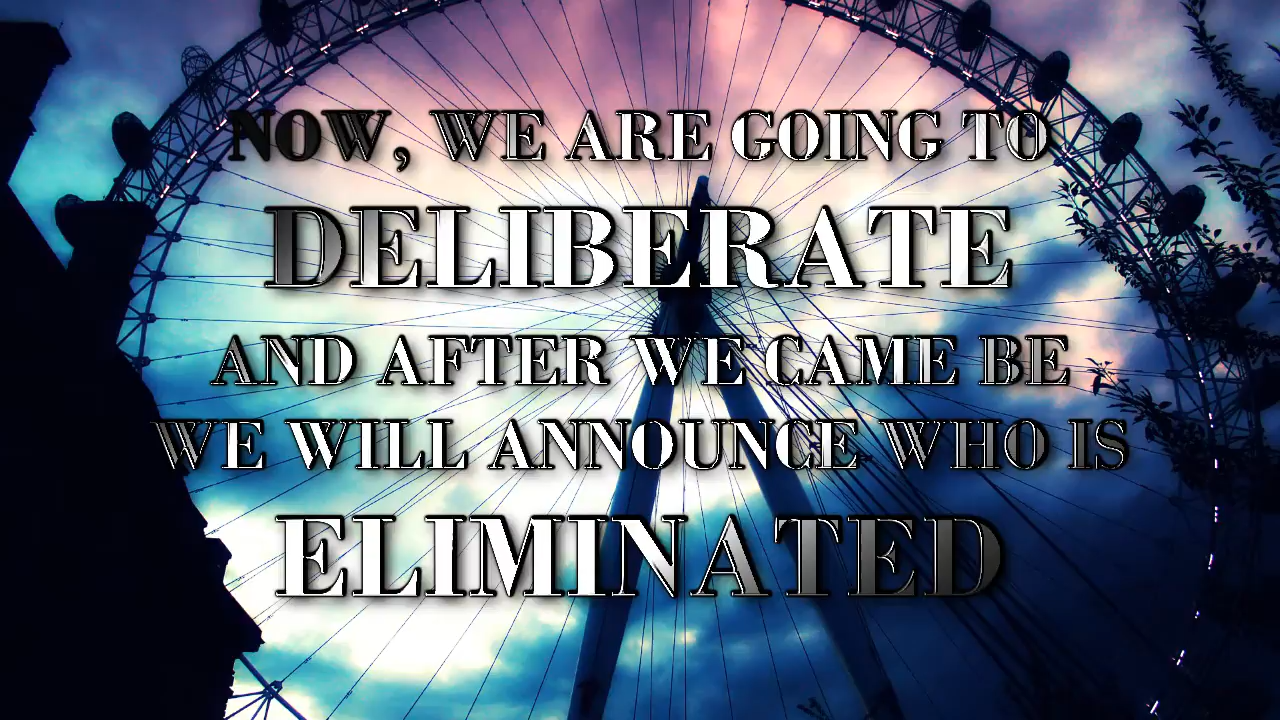 NOW, WE ARE GOING TO
DELIBERATE
AND AFTER WE CAME BE
WE WILL ANNOUNCE WHO IS
ELIMINATED